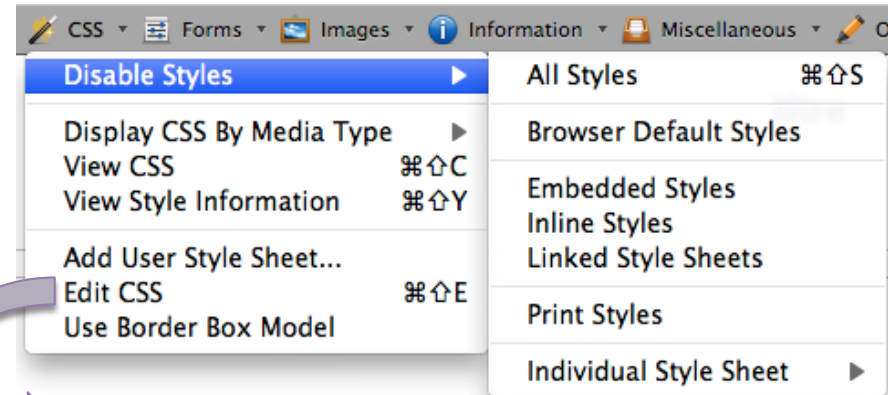 CSS Forms Images Information Miscellaneous
Disable Styles
Display CSS By Media Type
View CSS ⌘⇧C
View Style Information ⌘⇧Y
Add User Style Sheet...
Edit CSS ⌘⇧E
Use Border Box Model
All Styles ⌘⇧S
Browser Default Styles
Embedded Styles
Inline Styles
Linked Style Sheets
Print Styles
Individual Style Sheet